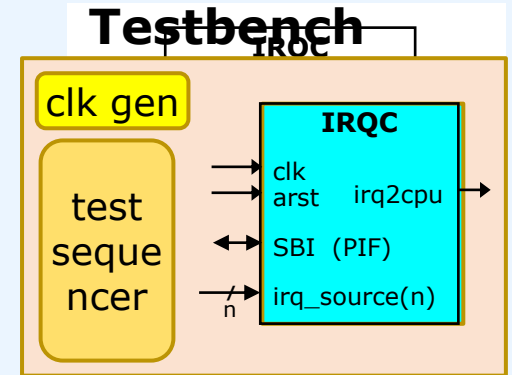 Testbench
IRQC
clk gen
IRQC
clk
arst irq2cpu
test
seque
ncer
SBI (PIF)
irq_source(n)
n